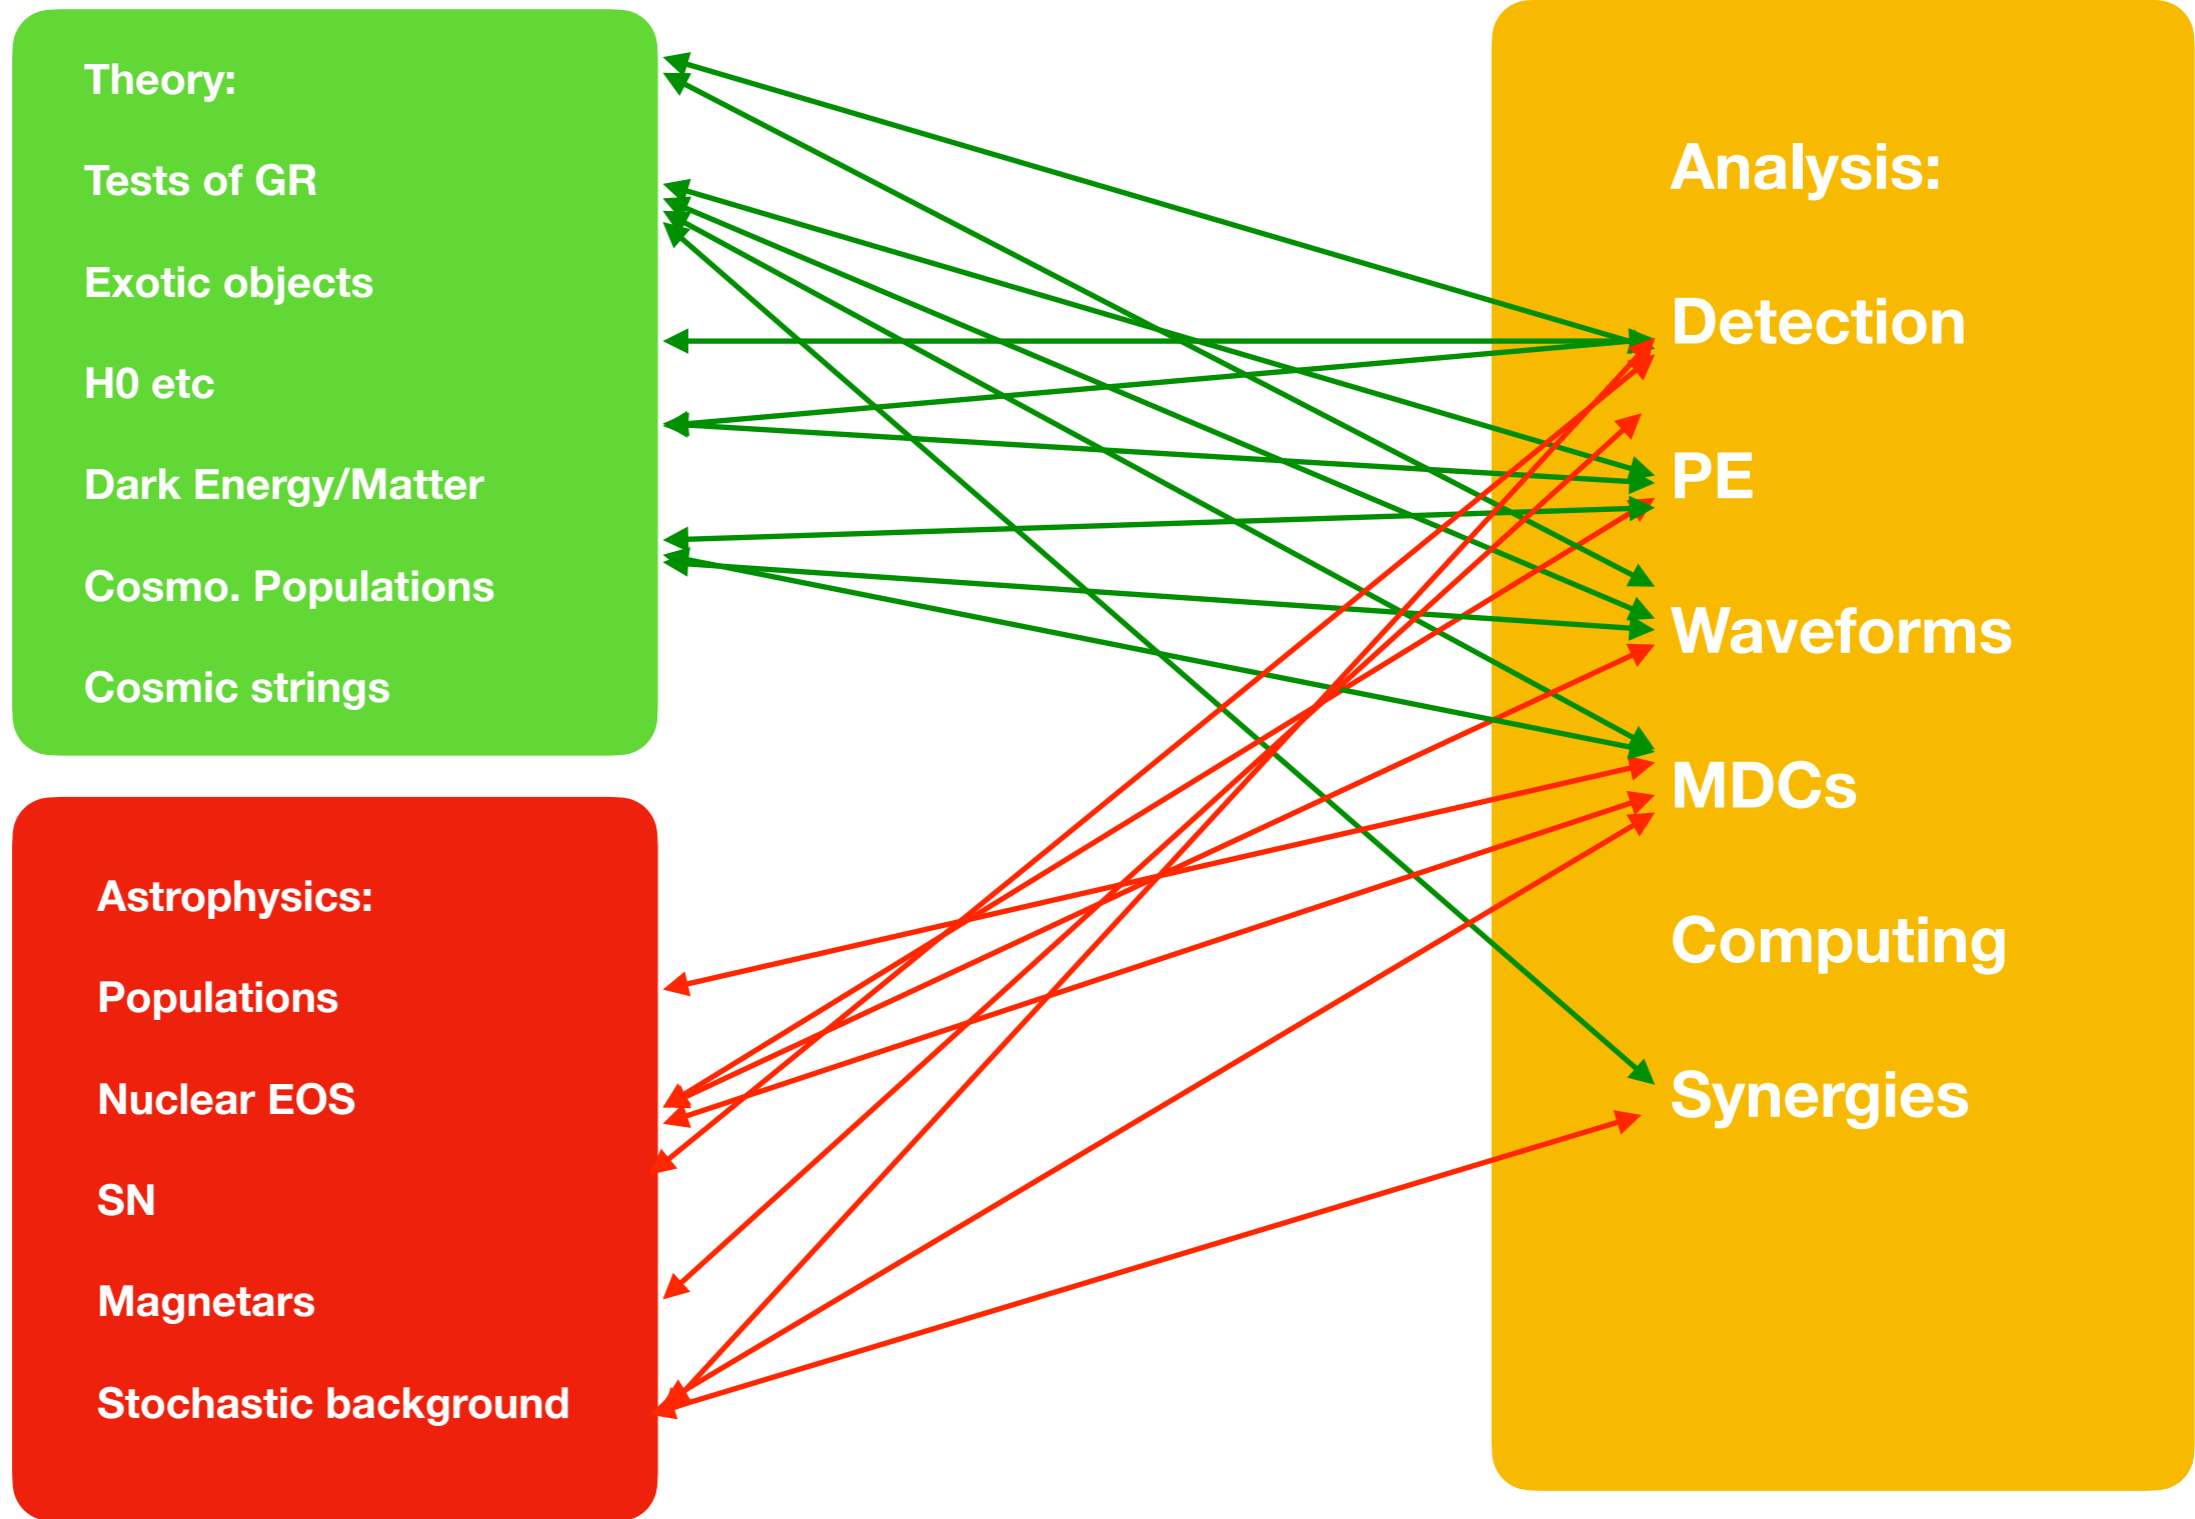 Theory:
Tests of GR
Exotic objects
H0 etc
Dark Energy/Matter
Cosmo. Populations
Cosmic strings
Astrophysics:
Populations
Nuclear EOS
SN
Magnetars
Stochastic background
Analysis:
Detection
PE
Waveforms
MDCs
Computing
Synergies